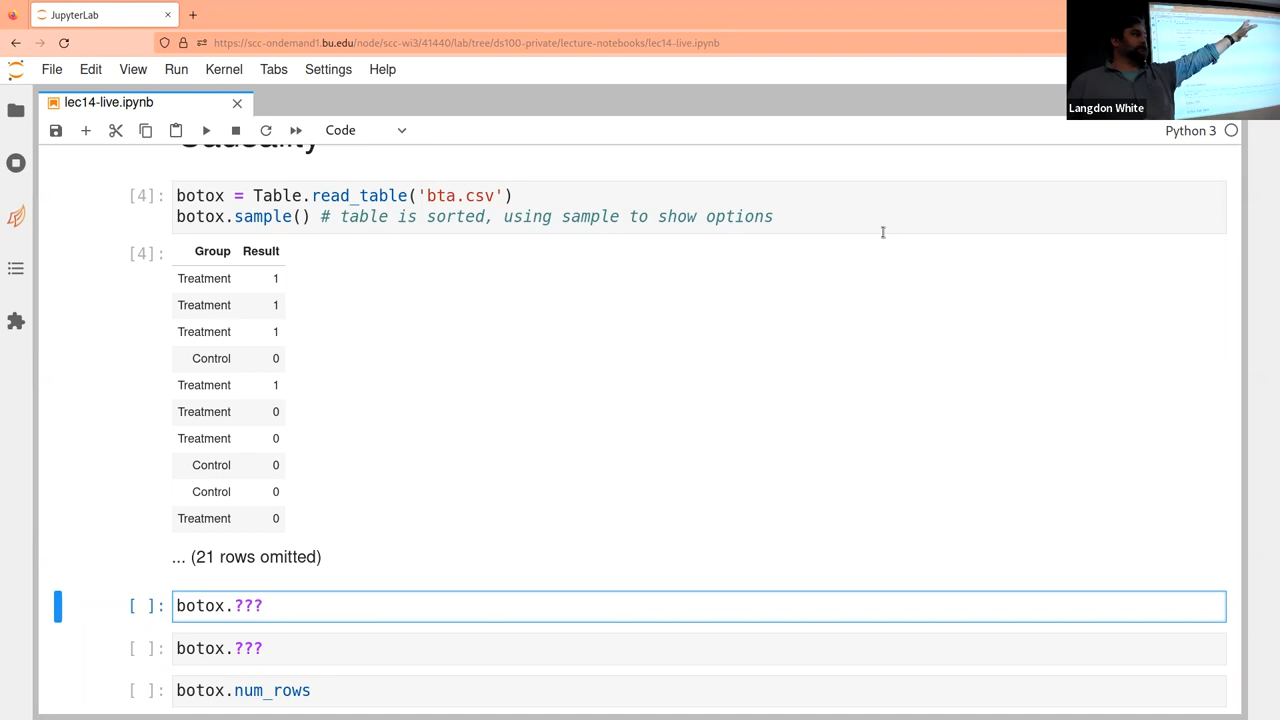 JupyterLab
https://scc-ondemand1.bu.edu/node/scc-wi3/41440/lab/tree/ds100-private/lecture-notebooks/lec14-live.ipynb
File Edit View Run Kernel Tabs Settings Help
Langdon White
lec14-live.ipynb
Code
Python 3
Causality
[4]: botox = Table.read_table('bta.csv')
botox.sample() # table is sorted, using sample to show options
[4]: Group Result
Treatment 1
Treatment 1
Treatment 1
Control 0
Treatment 1
Treatment 0
Treatment 0
Control 0
Control 0
Treatment 0
... (21 rows omitted)
[ ]: botox.???
[ ]: botox.???
[ ]: botox.num_rows